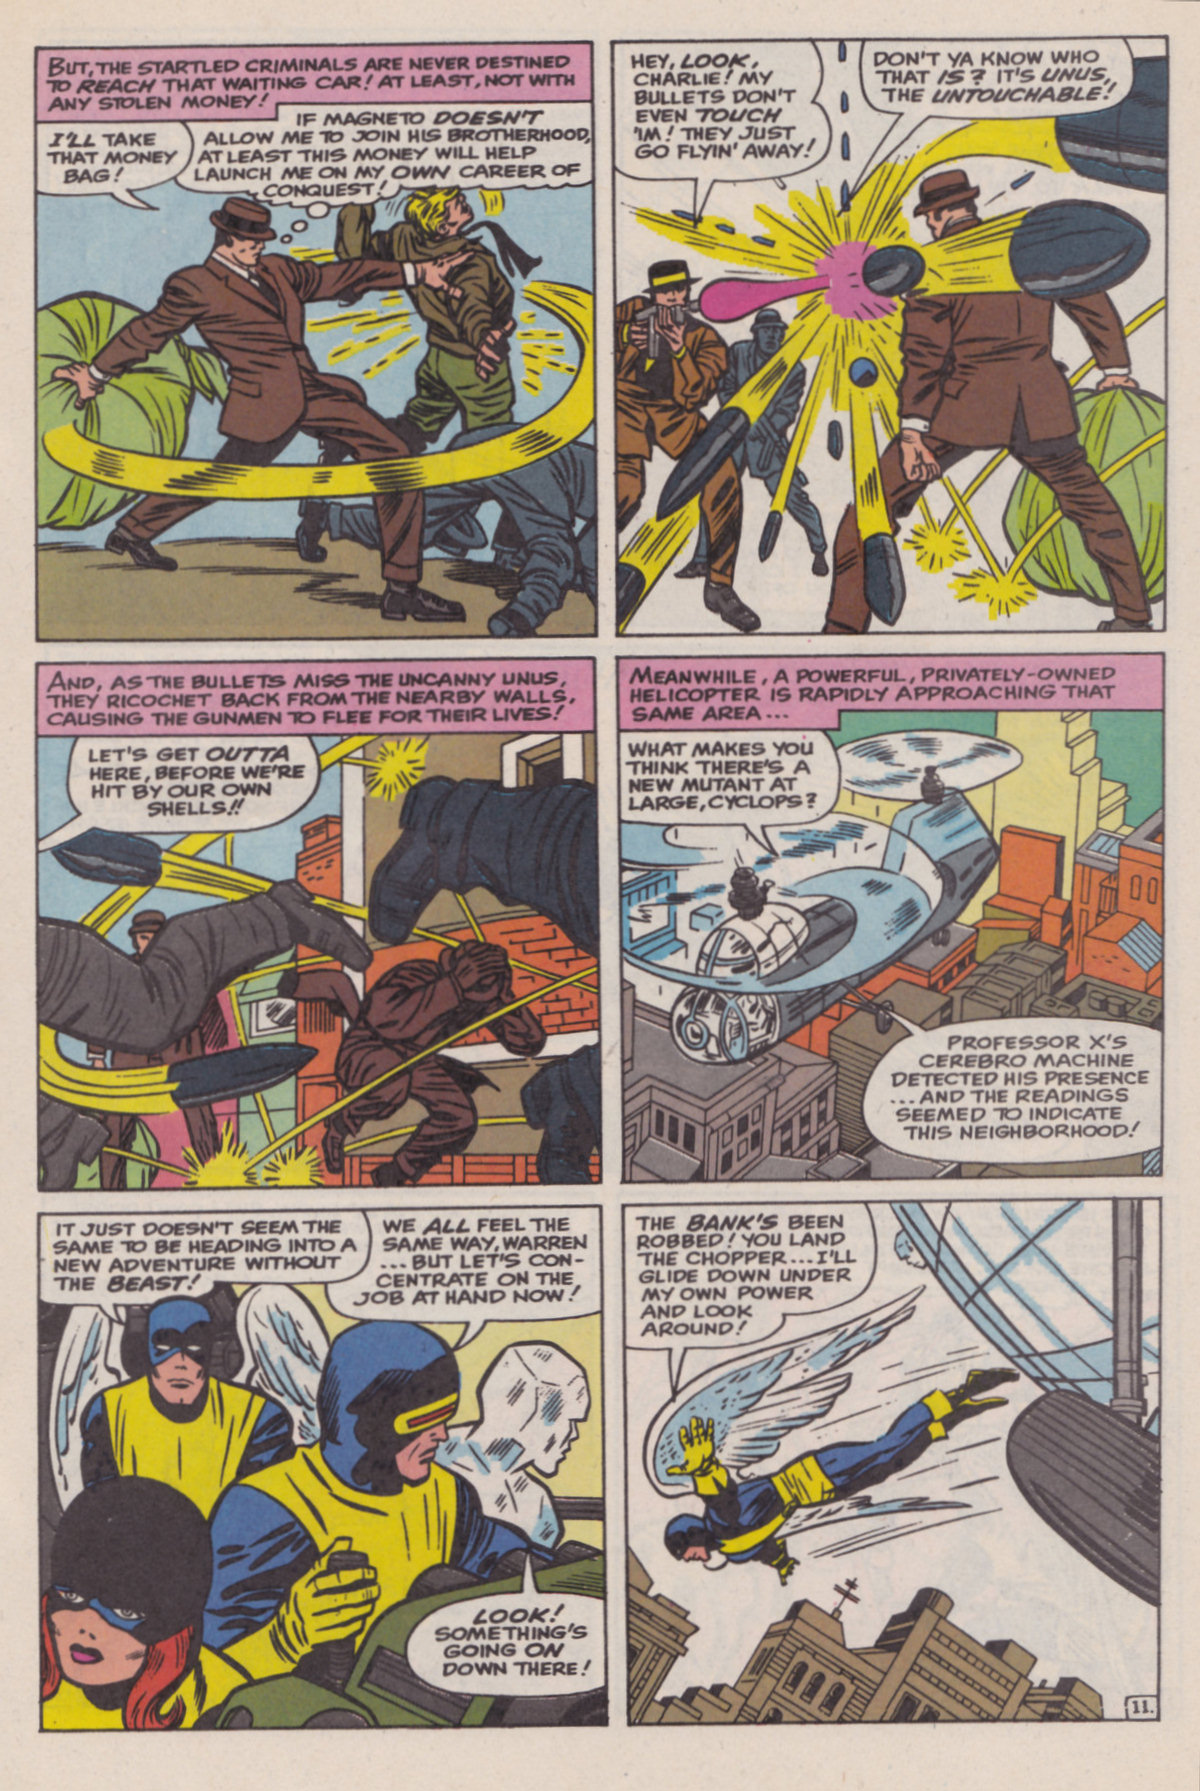 BUT, THE STARTLED CRIMINALS ARE NEVER DESTINED
TO REACH THAT WAITING CAR! AT LEAST, NOT WITH
ANY STOLEN MONEY!
I'LL TAKE
THAT MONEY
BAG!
IF MAGNETO DOESN'T
ALLOW ME TO JOIN HIS BROTHERHOOD,
AT LEAST THIS MONEY WILL HELP
LAUNCH ME ON MY OWN CAREER OF
CONQUEST!
HEY, LOOK,
CHARLIE! MY
BULLETS DON'T
EVEN TOUCH
'IM! THEY JUST
GO FLYIN' AWAY!
DON'T YA KNOW WHO
THAT IS? IT'S UNUS,
THE UNTOUCHABLE!
AND, AS THE BULLETS MISS THE UNCANNY UNUS,
THEY RICOCHET BACK FROM THE NEARBY WALLS,
CAUSING THE GUNMEN TO FLEE FOR THEIR LIVES!
LET'S GET OUTTA
HERE, BEFORE WE'RE
HIT BY OUR OWN
SHELLS!!
MEANWHILE, A POWERFUL, PRIVATELY-OWNED
HELICOPTER IS RAPIDLY APPROACHING THAT
SAME AREA...
WHAT MAKES YOU
THINK THERE'S A
NEW MUTANT AT
LARGE, CYCLOPS?
PROFESSOR X'S
CEREBRO MACHINE
DETECTED HIS PRESENCE
...AND THE READINGS
SEEMED TO INDICATE
THIS NEIGHBORHOOD!
IT JUST DOESN'T SEEM THE
SAME TO BE HEADING INTO A
NEW ADVENTURE WITHOUT
THE BEAST!
WE ALL FEEL THE
SAME WAY, WARREN
...BUT LET'S CON-
CENTRATE ON THE
JOB AT HAND NOW!
LOOK!
SOMETHING'S
GOING ON
DOWN THERE!
THE BANK'S BEEN
ROBBED! YOU LAND
THE CHOPPER...I'LL
GLIDE DOWN UNDER
MY OWN POWER
AND LOOK
AROUND!
11.